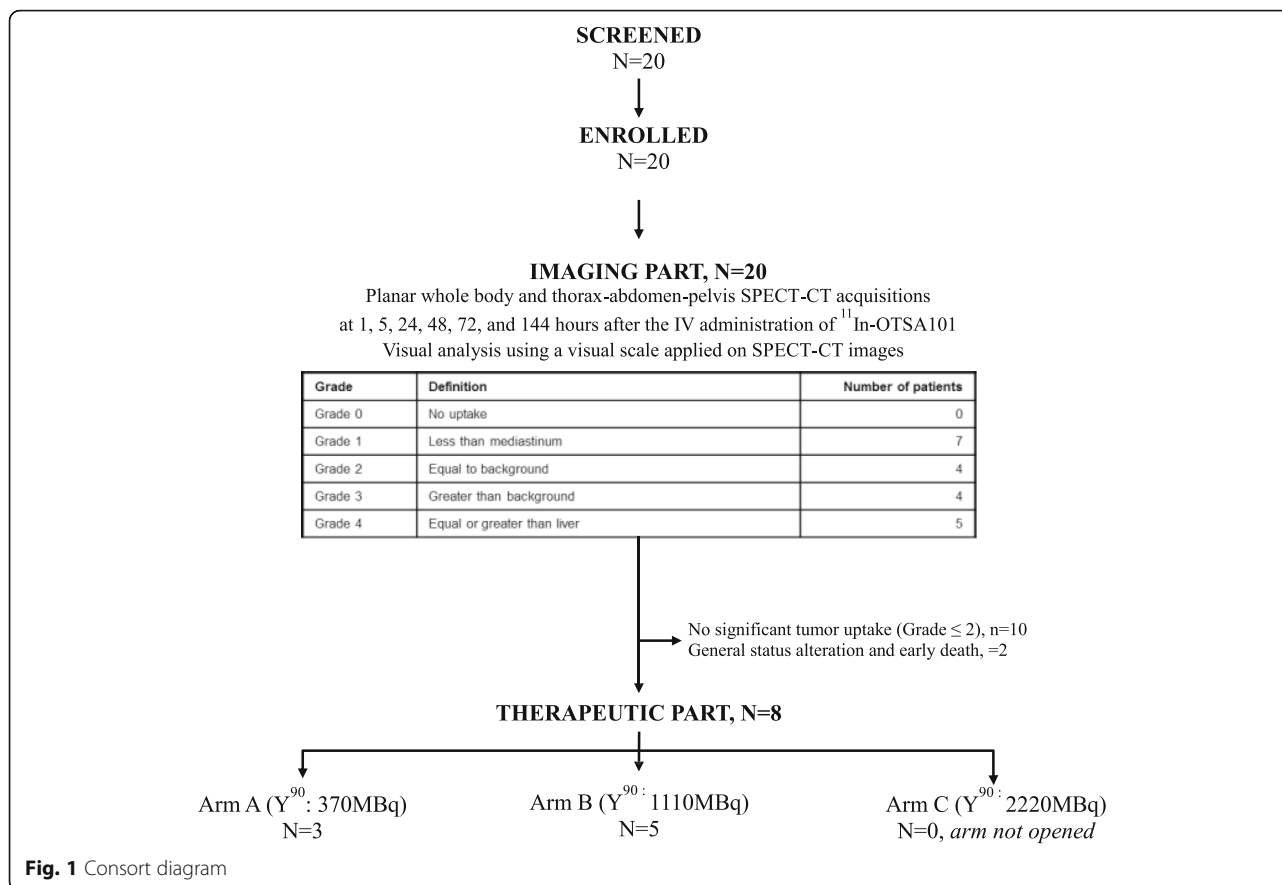 SCREENED
N=20
ENROLLED
N=20
IMAGING PART, N=20
Planar whole body and thorax-abdomen-pelvis SPECT-CT acquisitions
at 1, 5, 24, 48, 72, and 144 hours after the IV administration of ¹¹In-OTSA101
Visual analysis using a visual scale applied on SPECT-CT images
Grade Definition Number of patients
Grade 0 No uptake 0
Grade 1 Less than mediastinum 7
Grade 2 Equal to background 4
Grade 3 Greater than background 4
Grade 4 Equal or greater than liver 5
No significant tumor uptake (Grade ≤ 2), n=10
General status alteration and early death, =2
THERAPEUTIC PART, N=8
Arm A (Y⁹⁰: 370MBq)
N=3
Arm B (Y⁹⁰ : 1110MBq)
N=5
Arm C (Y⁹⁰ : 2220MBq)
N=0, arm not opened
Fig. 1 Consort diagram